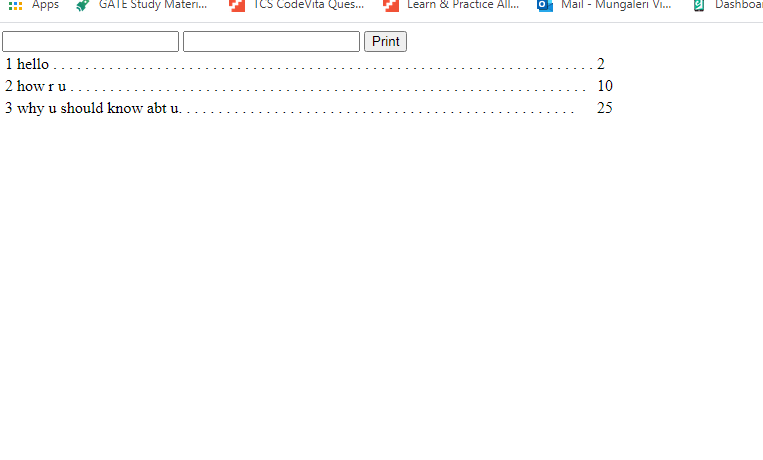 Apps GATE Study Materi... TCS CodeVita Ques... Learn & Practice All... Mail - Mungaleri Vi... Dashboa
Print
1 hello . . . . . . . . . . . . . . . . . . . . . . . . . . . . . . . . . . . . . . . . . . . . . . . . . . . . . . . . . . . . . . . . . . . . 2
2 how r u . . . . . . . . . . . . . . . . . . . . . . . . . . . . . . . . . . . . . . . . . . . . . . . . . . . . . . . . . . . . . . . . . 10
3 why u should know abt u. . . . . . . . . . . . . . . . . . . . . . . . . . . . . . . . . . . . . . . . . . . . . . . . . . 25